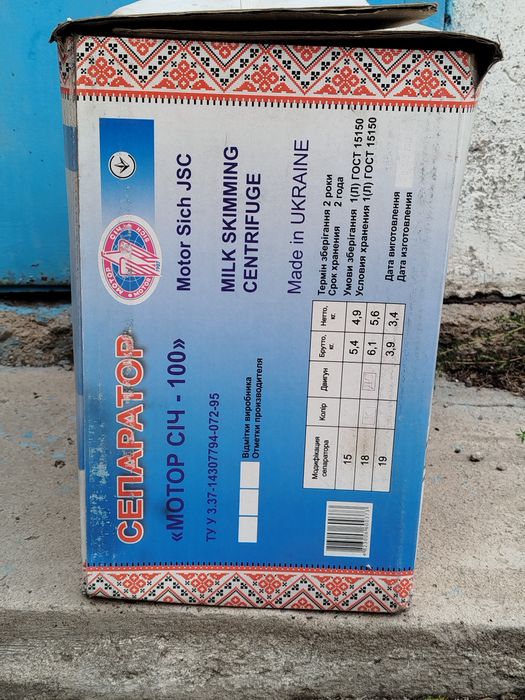 СЕПАРАТОР
«МОТОР СІЧ - 100»
ТУ У 3.37-14307794-072-95
Відмітки виробника
Отметки производителя
Motor Sich JSC
MILK SKIMMING
CENTRIFUGE
Made in UKRAINE
Модифікація сепаратора Колір Двигун Брутто, кг. Нетто, кг.
15 5,4 4,9
18 6,1 5,6
19 3,9 3,4
Термін зберігання 2 роки
Срок хранения 2 года
Умови зберігання 1(Л) ГОСТ 15150
Условия хранения 1(Л) ГОСТ 15150
Дата виготовлення
Дата изготовления